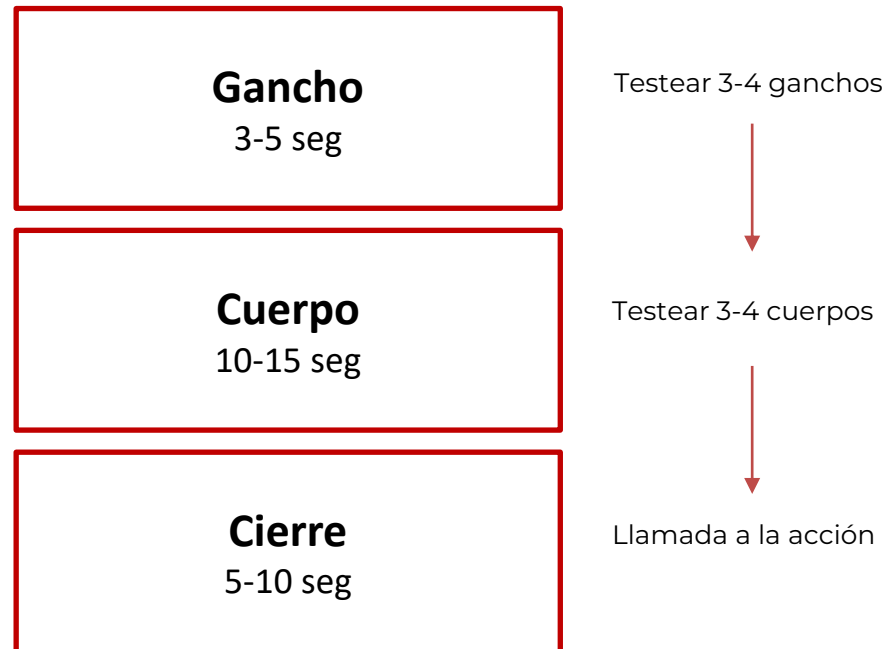 Gancho
3-5 seg
Testear 3-4 ganchos
Cuerpo
10-15 seg
Testear 3-4 cuerpos
Cierre
5-10 seg
Llamada a la acción